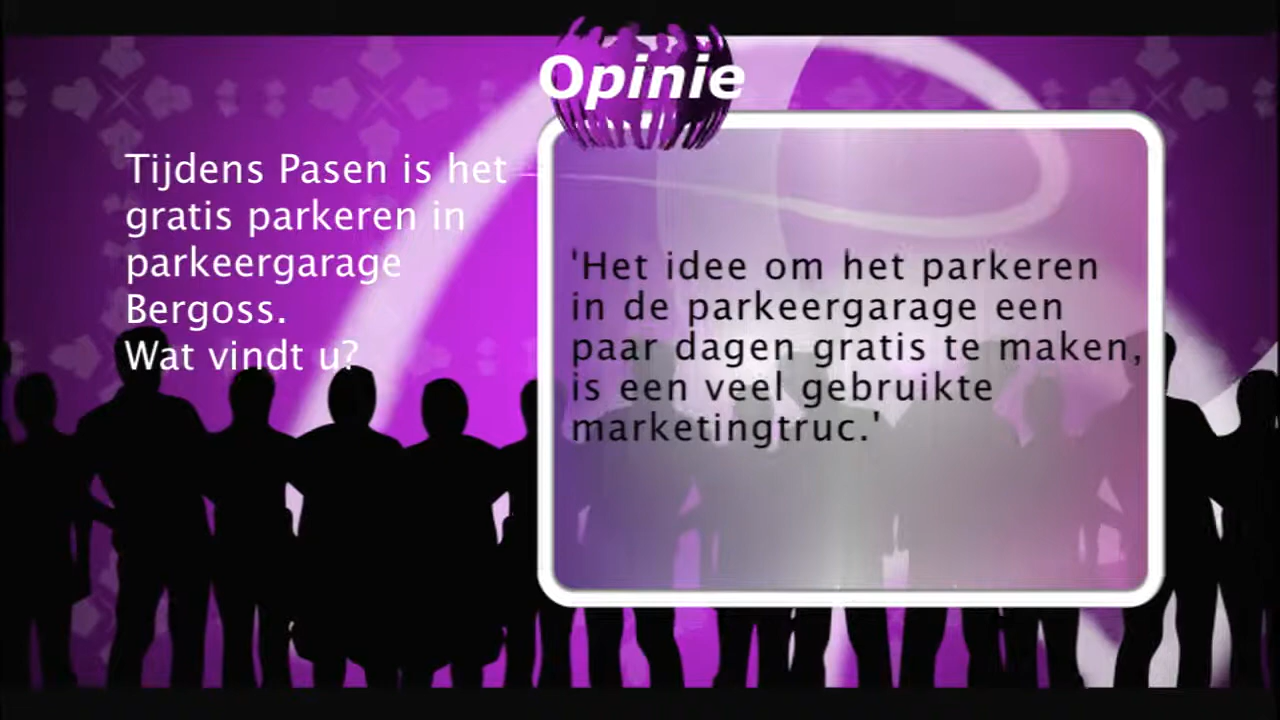 Opinie
Tijdens Pasen is het
gratis parkeren in
parkeergarage
Bergoss.
Wat vindt u?
'Het idee om het parkeren
in de parkeergarage een
paar dagen gratis te maken,
is een veel gebruikte
marketingtruc.'